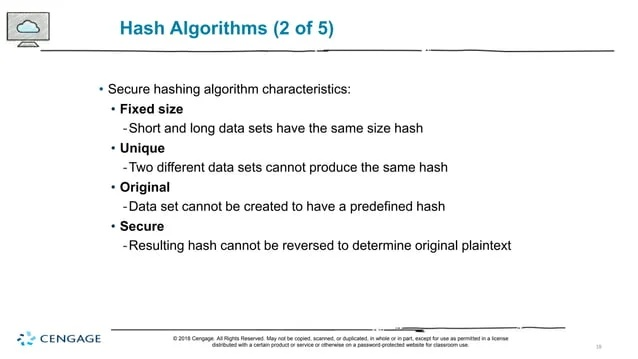 Hash Algorithms (2 of 5)
• Secure hashing algorithm characteristics:
• Fixed size
- Short and long data sets have the same size hash
• Unique
- Two different data sets cannot produce the same hash
• Original
- Data set cannot be created to have a predefined hash
• Secure
- Resulting hash cannot be reversed to determine original plaintext
CENGAGE
© 2018 Cengage. All Rights Reserved. May not be copied, scanned, or duplicated, in whole or in part, except for use as permitted in a license
distributed with a certain product or service or otherwise on a password-protected website for classroom use.